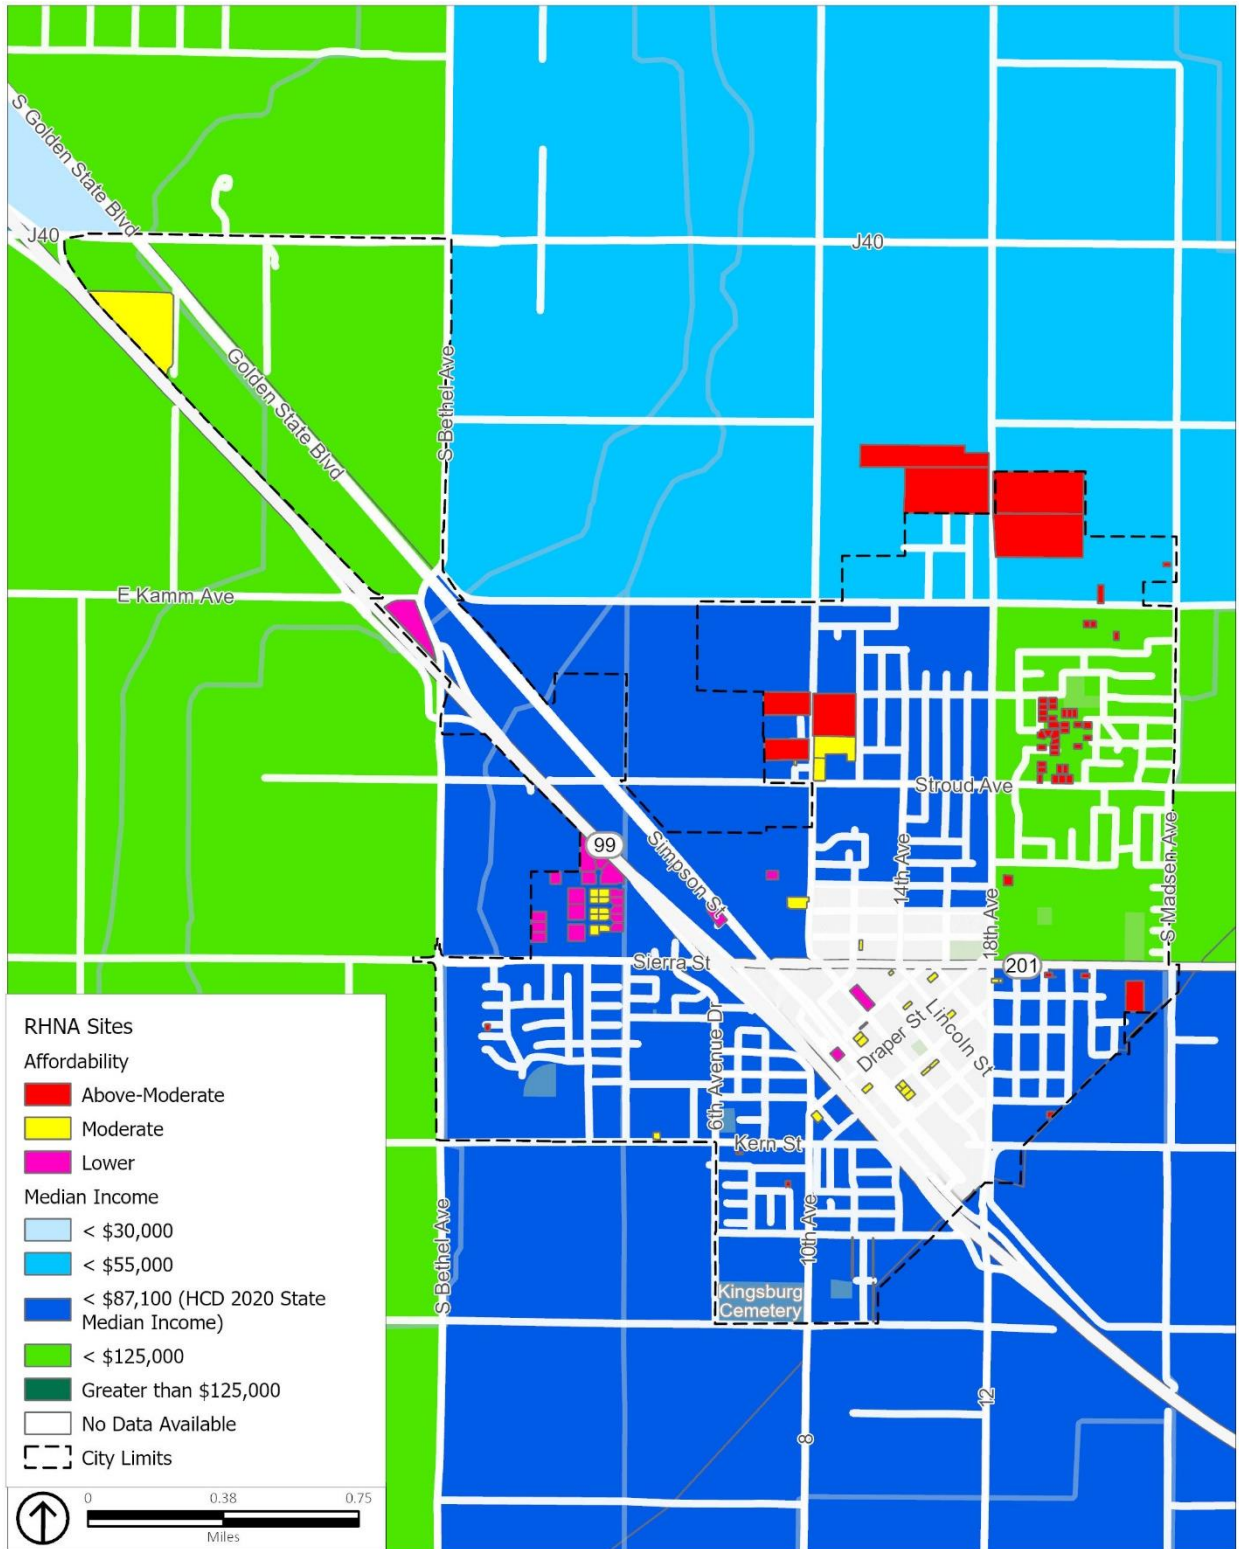 S Golden State Blvd
J40
J40
Golden State Blvd
S Bethel Ave
E Kamm Ave
Stroud Ave
99
Simpson St
14th Ave
18th Ave
S Madsen Ave
Sierra St
201
Draper St
Lincoln St
6th Avenue Dr
Kern St
S Bethel Ave
10th Ave
Kingsburg
Cemetery
12
8
RHNA Sites
Affordability
Above-Moderate
Moderate
Lower
Median Income
< $30,000
< $55,000
< $87,100 (HCD 2020 State
Median Income)
< $125,000
Greater than $125,000
No Data Available
City Limits
0 0.38 0.75
Miles